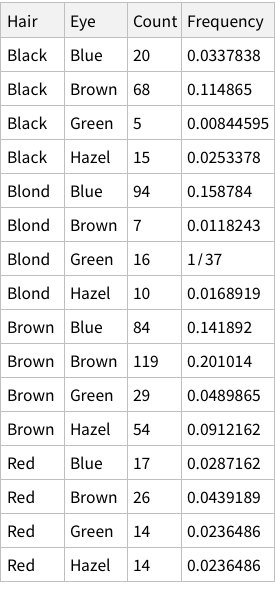 Hair Eye Count Frequency
Black Blue 20 0.0337838
Black Brown 68 0.114865
Black Green 5 0.00844595
Black Hazel 15 0.0253378
Blond Blue 94 0.158784
Blond Brown 7 0.0118243
Blond Green 16 1/37
Blond Hazel 10 0.0168919
Brown Blue 84 0.141892
Brown Brown 119 0.201014
Brown Green 29 0.0489865
Brown Hazel 54 0.0912162
Red Blue 17 0.0287162
Red Brown 26 0.0439189
Red Green 14 0.0236486
Red Hazel 14 0.0236486